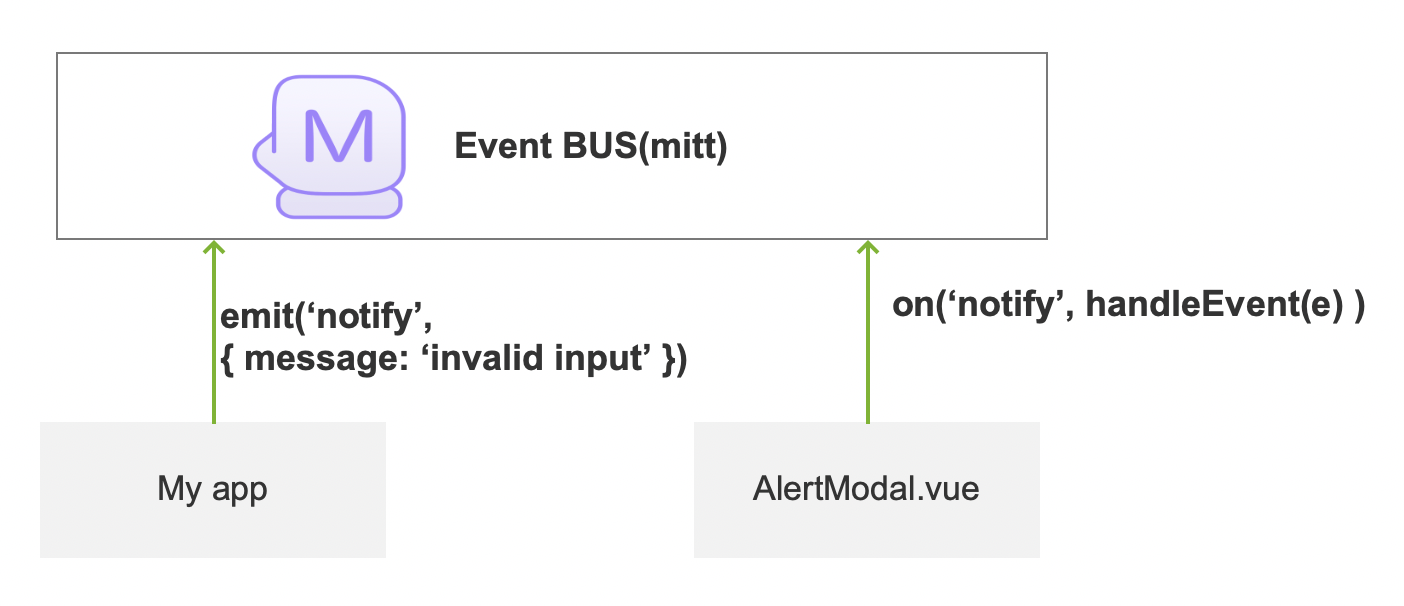 M
Event BUS(mitt)
emit(‘notify’,
{ message: ‘invalid input’ })
on(‘notify’, handleEvent(e) )
My app
AlertModal.vue